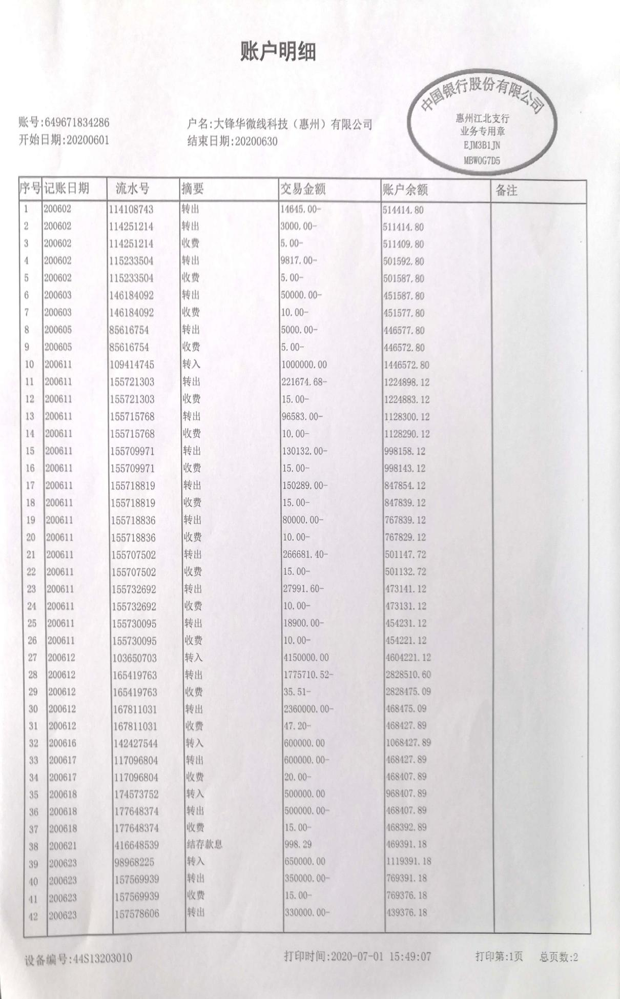 账户明细
中国银行股份有限公司
惠州江北支行
业务专用章
EJM3B1JN
MBW0G7D5
账号:649671834286 户名:大锋华微线科技（惠州）有限公司
开始日期:20200601 结束日期:20200630
序号 记账日期 流水号 摘要 交易金额 账户余额 备注
1 200602 114108743 转出 14645.00- 514414.80
2 200602 114251214 转出 3000.00- 511414.80
3 200602 114251214 收费 5.00- 511409.80
4 200602 115233504 转出 9817.00- 501592.80
5 200602 115233504 收费 5.00- 501587.80
6 200603 146184092 转出 50000.00- 451587.80
7 200603 146184092 收费 10.00- 451577.80
8 200605 85616754 转出 5000.00- 446577.80
9 200605 85616754 收费 5.00- 446572.80
10 200611 109414745 转入 1000000.00 1446572.80
11 200611 155721303 转出 221674.68- 1224898.12
12 200611 155721303 收费 15.00- 1224883.12
13 200611 155715768 转出 96583.00- 1128300.12
14 200611 155715768 收费 10.00- 1128290.12
15 200611 155709971 转出 130132.00- 998158.12
16 200611 155709971 收费 15.00- 998143.12
17 200611 155718819 转出 150289.00- 847854.12
18 200611 155718819 收费 15.00- 847839.12
19 200611 155718836 转出 80000.00- 767839.12
20 200611 155718836 收费 10.00- 767829.12
21 200611 155707502 转出 266681.40- 501147.72
22 200611 155707502 收费 15.00- 501132.72
23 200611 155732692 转出 27991.60- 473141.12
24 200611 155732692 收费 10.00- 473131.12
25 200611 155730095 转出 18900.00- 454231.12
26 200611 155730095 收费 10.00- 454221.12
27 200612 103650703 转入 4150000.00 4604221.12
28 200612 165419763 转出 1775710.52- 2828510.60
29 200612 165419763 收费 35.51- 2828475.09
30 200612 167811031 转出 2360000.00- 468475.09
31 200612 167811031 收费 47.20- 468427.89
32 200616 142427544 转入 600000.00 1068427.89
33 200617 117096804 转出 600000.00- 468427.89
34 200617 117096804 收费 20.00- 468407.89
35 200618 174573752 转入 500000.00 968407.89
36 200618 177648374 转出 500000.00- 468407.89
37 200618 177648374 收费 15.00- 468392.89
38 200621 416648539 结存款息 998.29 469391.18
39 200623 98968225 转入 650000.00 1119391.18
40 200623 157569939 转出 350000.00- 769391.18
41 200623 157569939 收费 15.00- 769376.18
42 200623 157578606 转出 330000.00- 439376.18
设备编号:44S13203010 打印时间:2020-07-01 15:49:07 打印第:1页 总页数:2